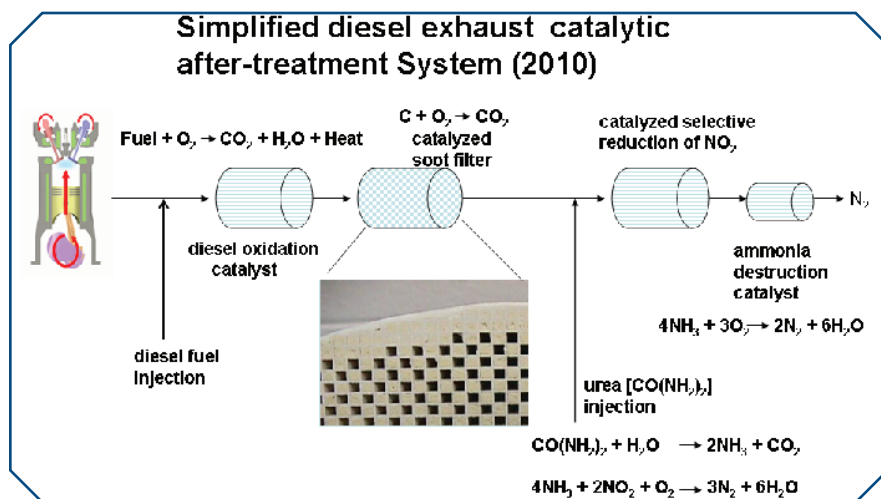 Simplified diesel exhaust catalytic
after-treatment System (2010)
Fuel + O₂ → CO₂ + H₂O + Heat
C + O₂ → CO₂
catalyzed
soot filter
catalyzed selective
reduction of NO₂
N₂
diesel oxidation
catalyst
ammonia
destruction
catalyst
4NH₃ + 3O₂ → 2N₂ + 6H₂O
diesel fuel
injection
urea [CO(NH₂)₂]
injection
CO(NH₂)₂ + H₂O → 2NH₃ + CO₂
4NH₃ + 2NO₂ + O₂ → 3N₂ + 6H₂O